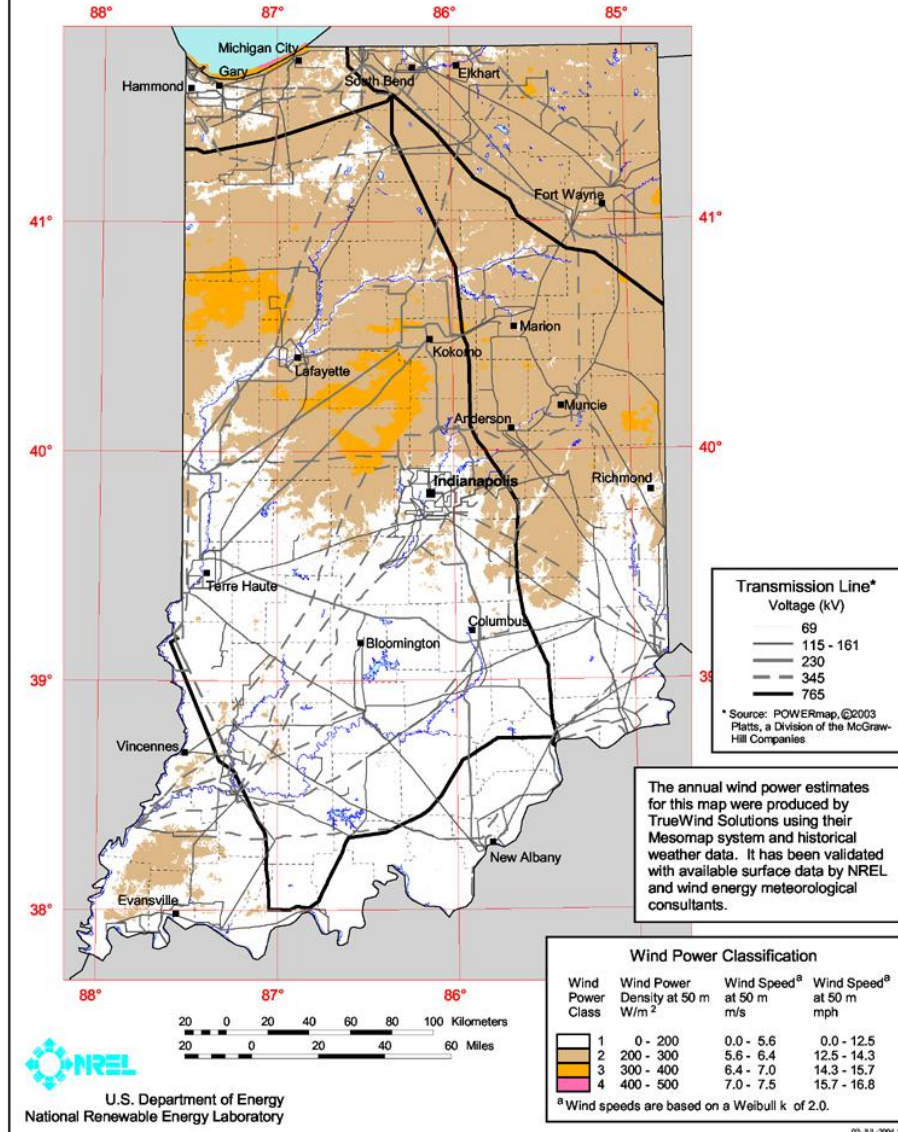 88°
87°
86°
85°
Michigan City
Gary
Hammond
South Bend
Elkhart
Fort Wayne
41°
41°
Marion
Kokomo
Lafayette
Muncie
Anderson
40°
40°
Indianapolis
Richmond
Terre Haute
Columbus
Bloomington
39°
39
Vincennes
New Albany
Evansville
38°
88°
87°
86°
Transmission Line*
Voltage (kV)
69
115 - 161
230
345
765
* Source: POWERmap, ©2003
Platts, a Division of the McGraw-
Hill Companies
The annual wind power estimates
for this map were produced by
TrueWind Solutions using their
Mesomap system and historical
weather data. It has been validated
with available surface data by NREL
and wind energy meteorological
consultants.
Wind Power Classification
Wind Power Class Wind Power Density at 50 m W/m² Wind Speedᵃ at 50 m m/s Wind Speedᵃ at 50 m mph
1 0 - 200 0.0 - 5.6 0.0 - 12.5
2 200 - 300 5.6 - 6.4 12.5 - 14.3
3 300 - 400 6.4 - 7.0 14.3 - 15.7
4 400 - 500 7.0 - 7.5 15.7 - 16.8
ᵃ Wind speeds are based on a Weibull k of 2.0.
20 0 20 40 60 80 100 Kilometers
20 0 20 40 60 Miles
NREL
U.S. Department of Energy
National Renewable Energy Laboratory